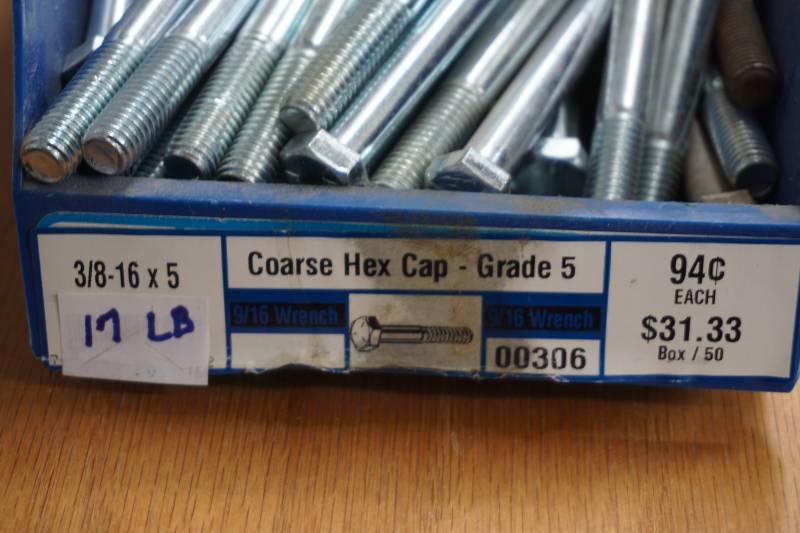 3/8-16 x 5
17 LB
Coarse Hex Cap - Grade 5
9/16 Wrench
9/16 Wrench
00306
94¢
EACH
$31.33
Box / 50